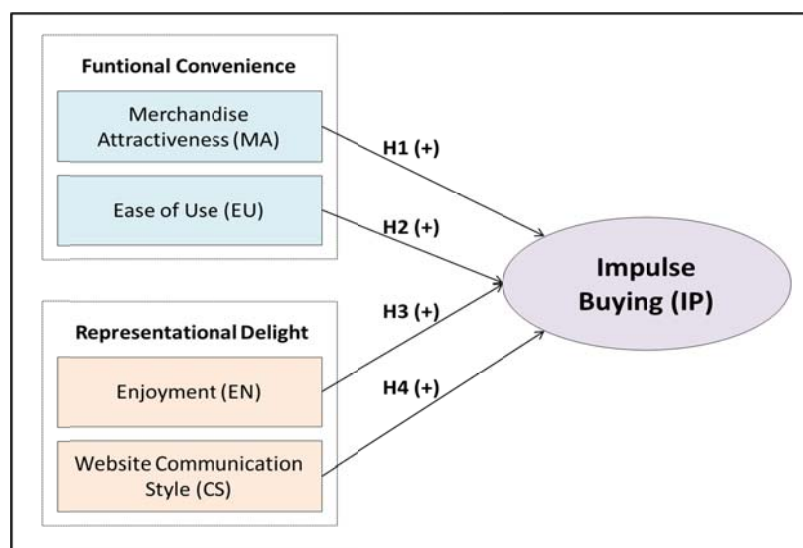 Funtional Convenience
Merchandise
Attractiveness (MA)
Ease of Use (EU)
H1 (+)
H2 (+)
Impulse
Buying (IP)
Representational Delight
Enjoyment (EN)
Website Communication
Style (CS)
H3 (+)
H4 (+)